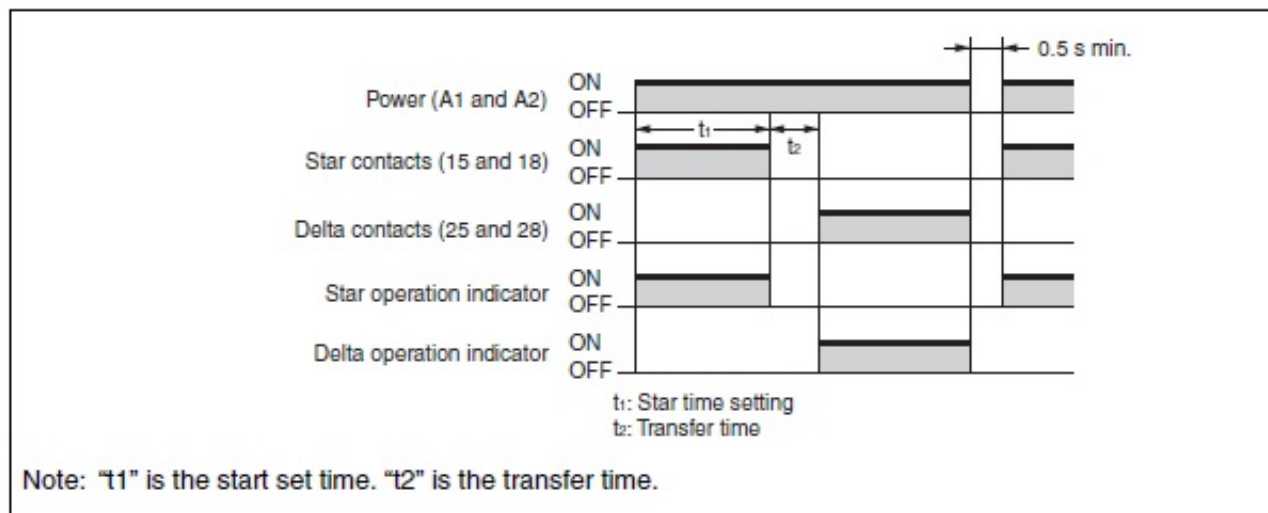 0.5 s min.
Power (A1 and A2) ON
OFF
t₁
t₂
Star contacts (15 and 18) ON
OFF
Delta contacts (25 and 28) ON
OFF
Star operation indicator ON
OFF
Delta operation indicator ON
OFF
t₁: Star time setting
t₂: Transfer time
Note: “t1” is the start set time. “t2” is the transfer time.